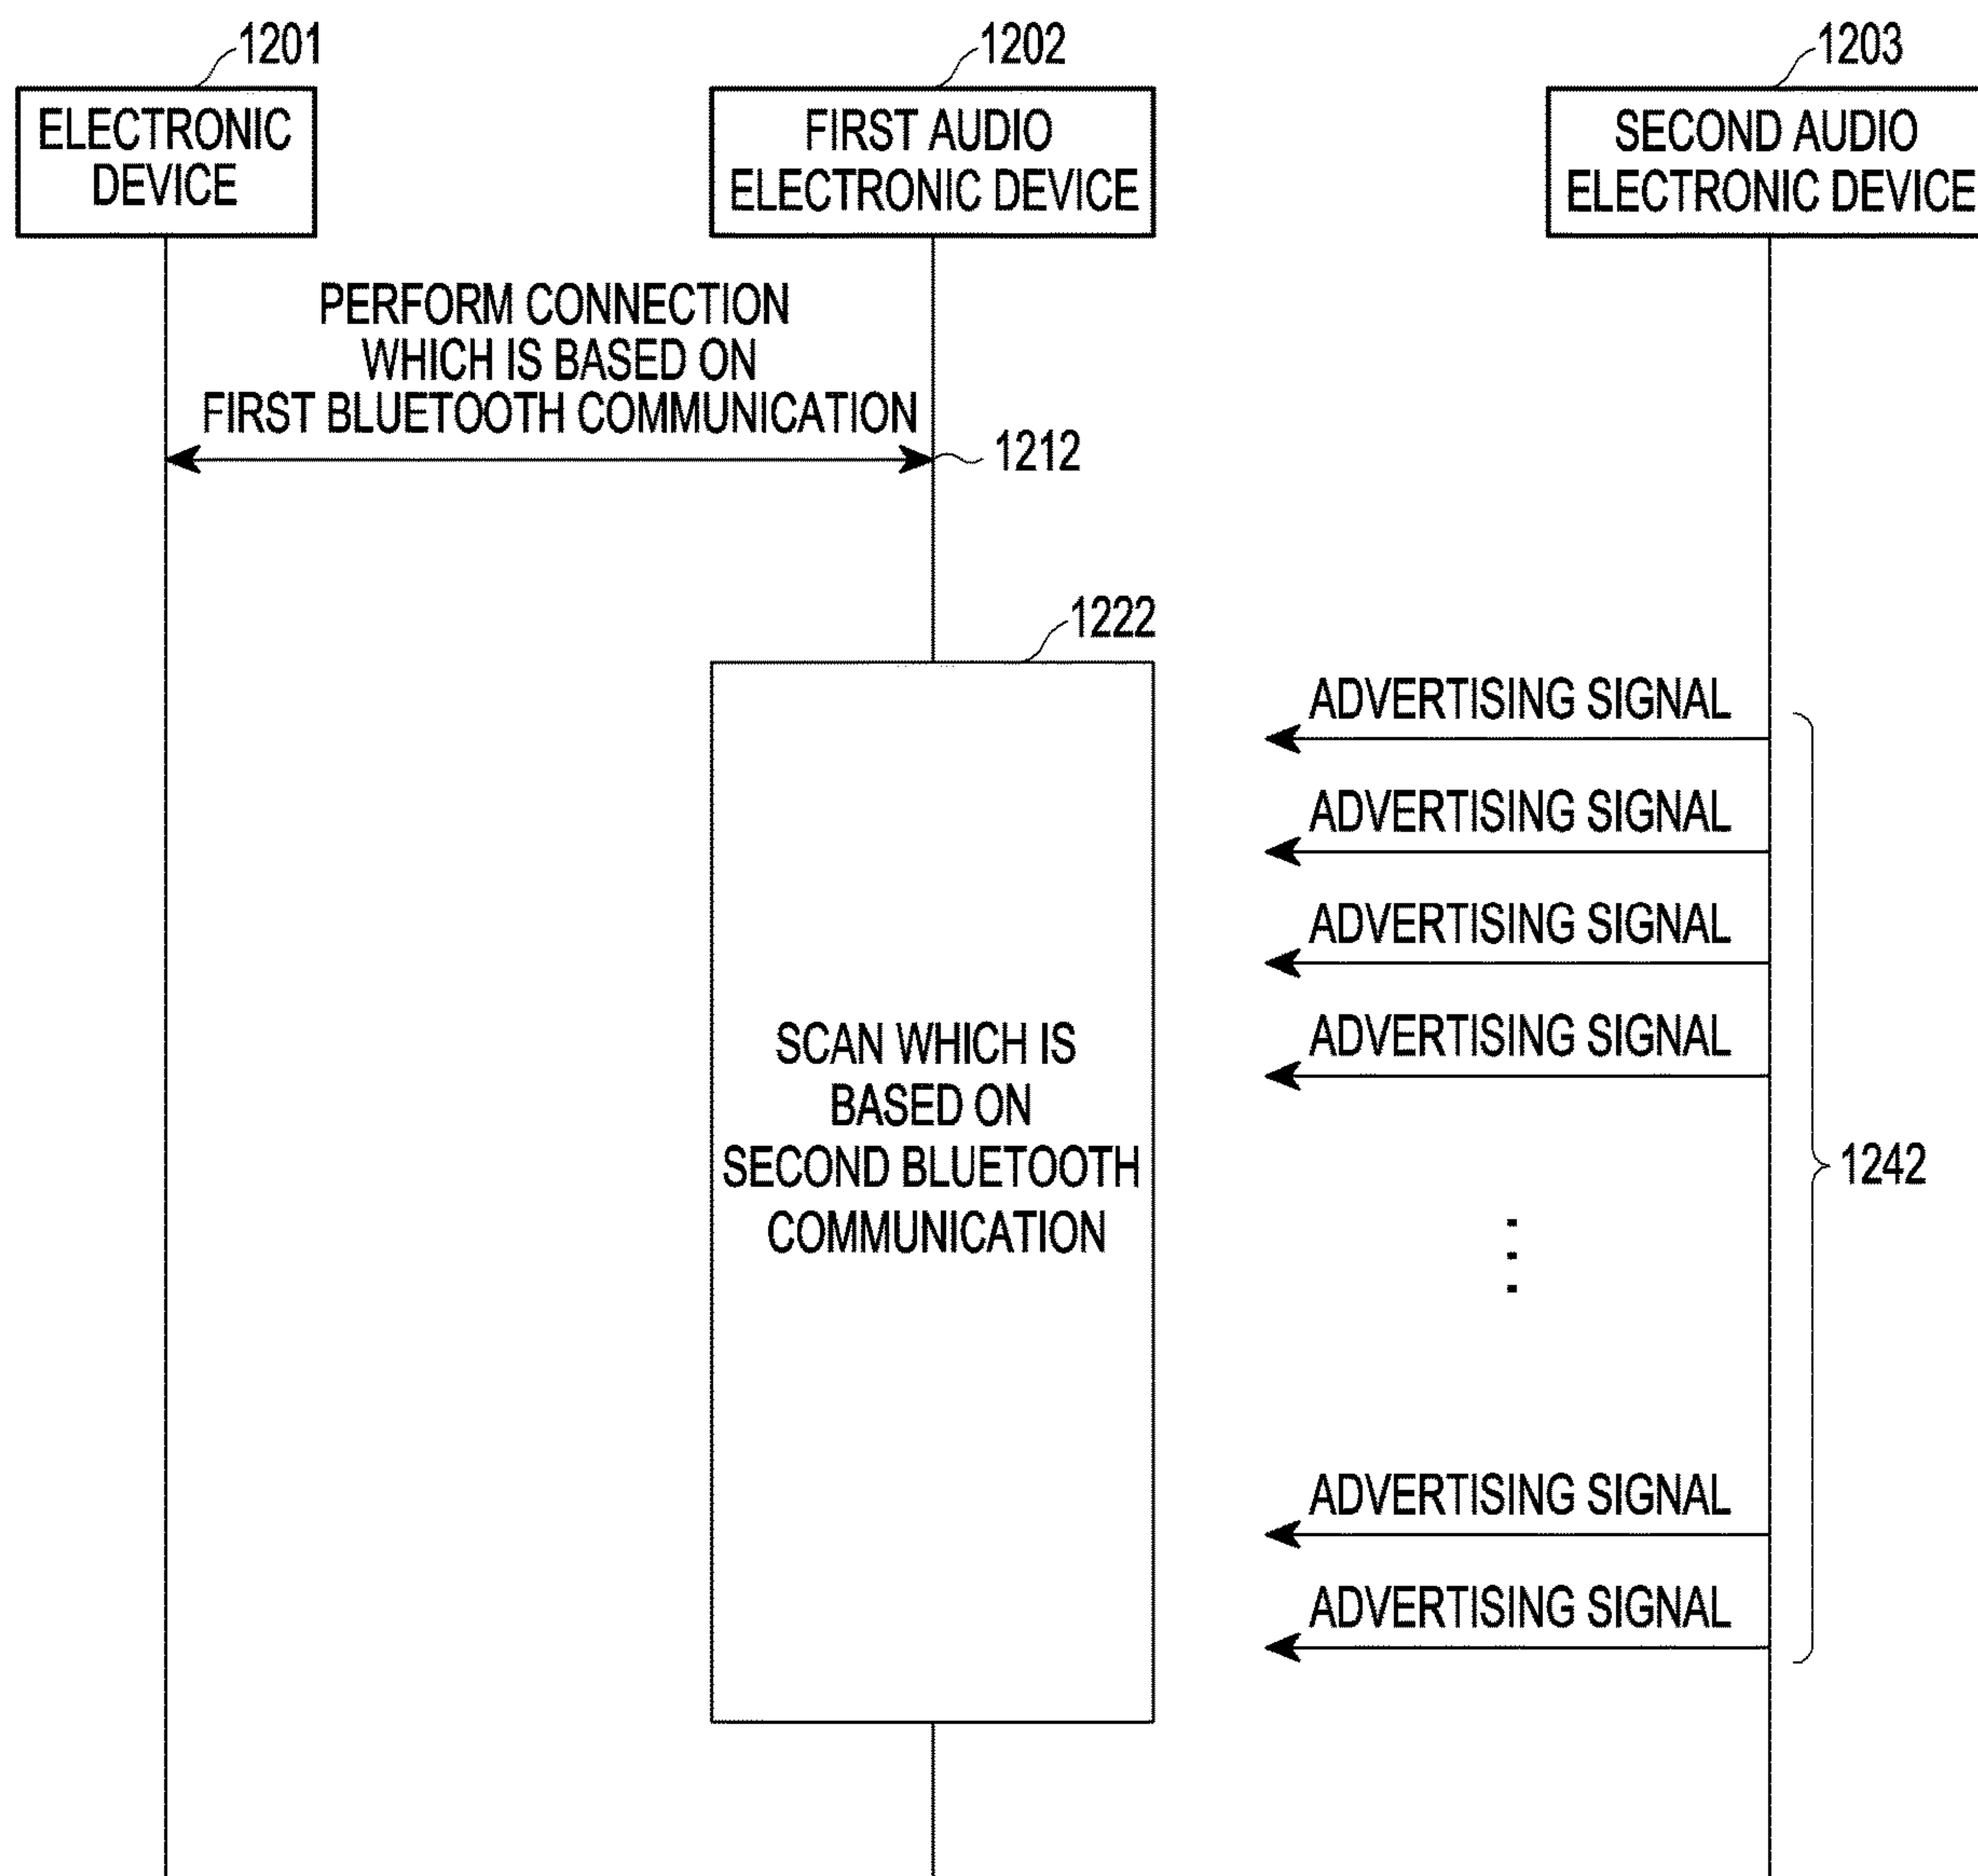 1201
1202
1203
ELECTRONIC
DEVICE
FIRST AUDIO
ELECTRONIC DEVICE
SECOND AUDIO
ELECTRONIC DEVICE
PERFORM CONNECTION
WHICH IS BASED ON
FIRST BLUETOOTH COMMUNICATION
1212
1222
SCAN WHICH IS
BASED ON
SECOND BLUETOOTH
COMMUNICATION
ADVERTISING SIGNAL
ADVERTISING SIGNAL
ADVERTISING SIGNAL
ADVERTISING SIGNAL
1242
ADVERTISING SIGNAL
ADVERTISING SIGNAL